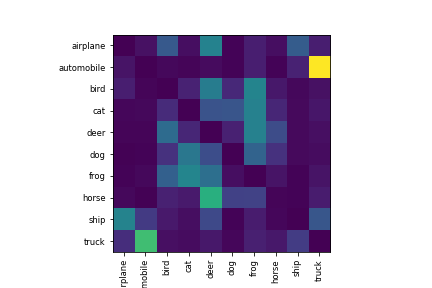 airplane
automobile
bird
cat
deer
dog
frog
horse
ship
truck
rplane
mobile
bird
cat
deer
dog
frog
horse
ship
truck